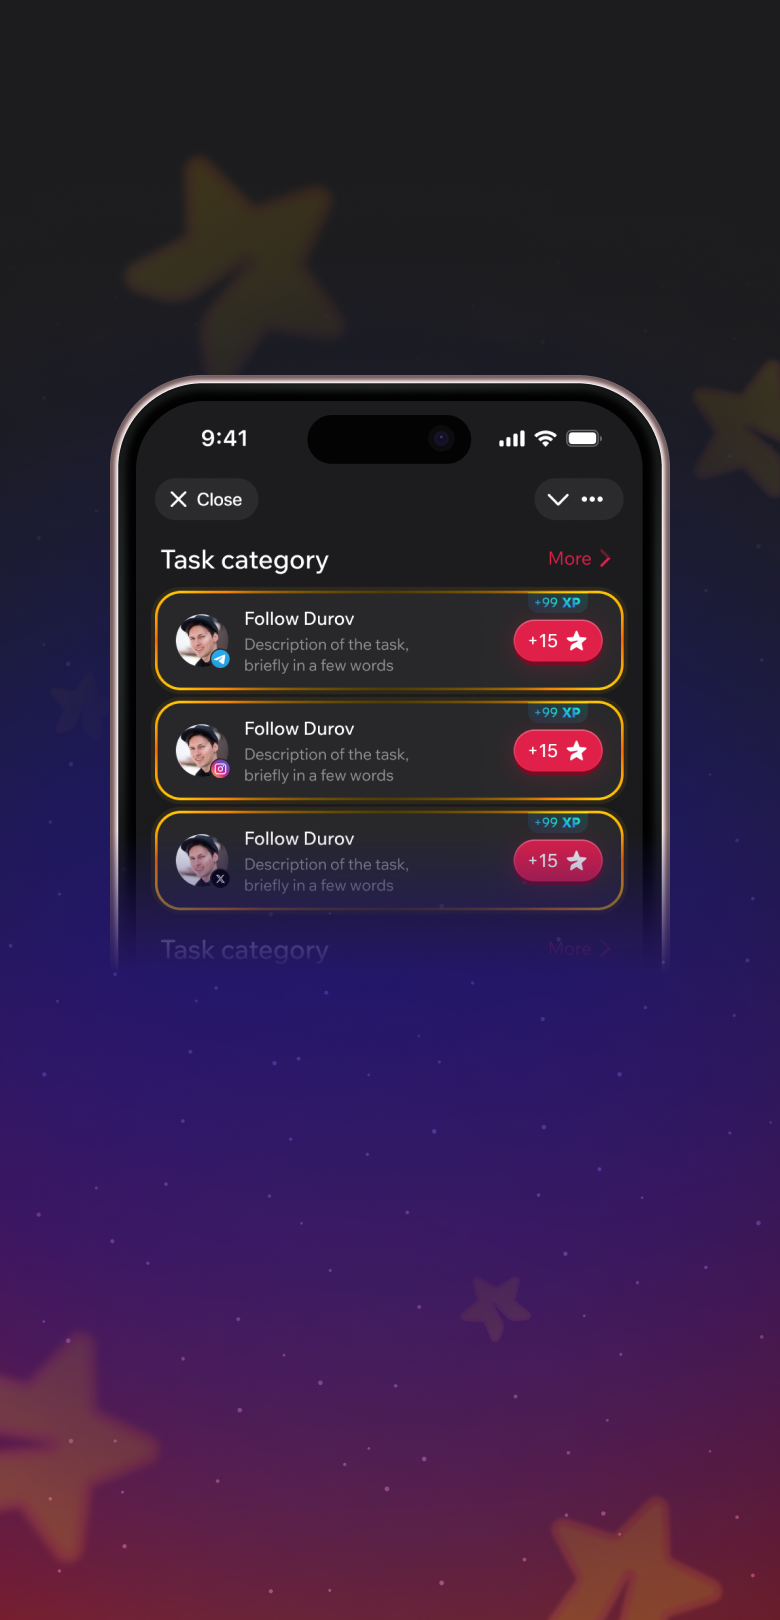 9:41
Close
Task category
More
+99 XP
Follow Durov
Description of the task,
briefly in a few words
+15
+99 XP
Follow Durov
Description of the task,
briefly in a few words
+15
+99 XP
Follow Durov
Description of the task,
briefly in a few words
+15
Task category
More